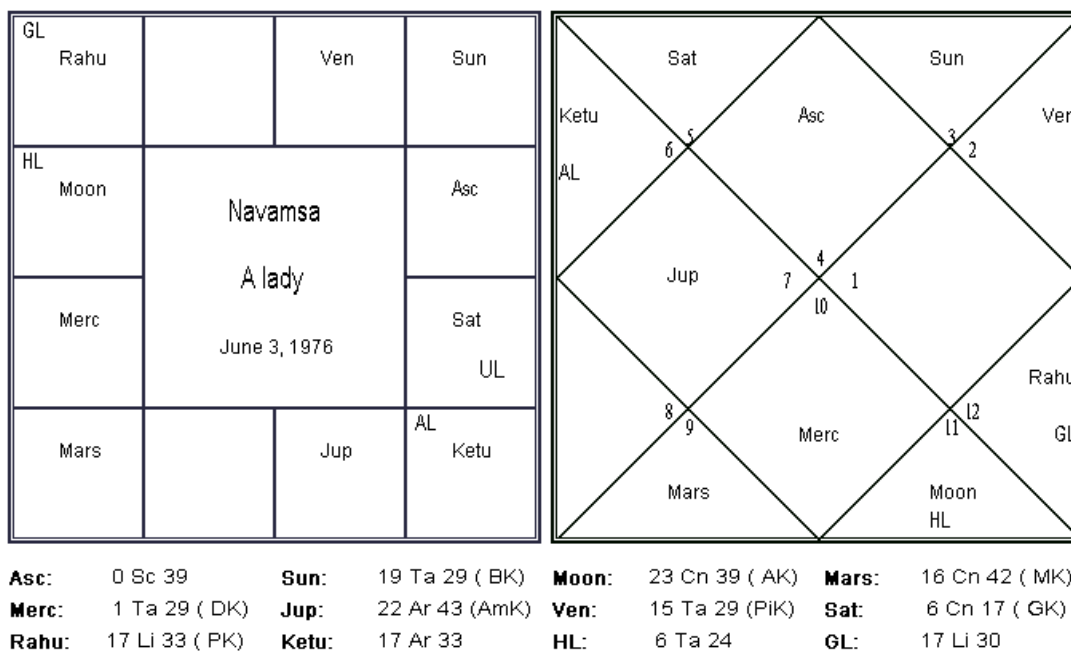 GL
Rahu Ven Sun
HL
Moon Asc
Navamsa
A lady
June 3, 1976
Merc Sat
UL
AL
Mars Jup Ketu
Sat Sun
Ketu Asc Ven
5 3
6 2
AL
4
Jup 7 1
10
Rahu
8 12
9 11
Merc GL
Mars Moon
HL
Asc: 0 Sc 39 Sun: 19 Ta 29 ( BK) Moon: 23 Cn 39 ( AK) Mars: 16 Cn 42 ( MK)
Merc: 1 Ta 29 ( DK) Jup: 22 Ar 43 (AmK) Ven: 15 Ta 29 (PiK) Sat: 6 Cn 17 ( GK)
Rahu: 17 Li 33 ( PK) Ketu: 17 Ar 33 HL: 6 Ta 24 GL: 17 Li 30